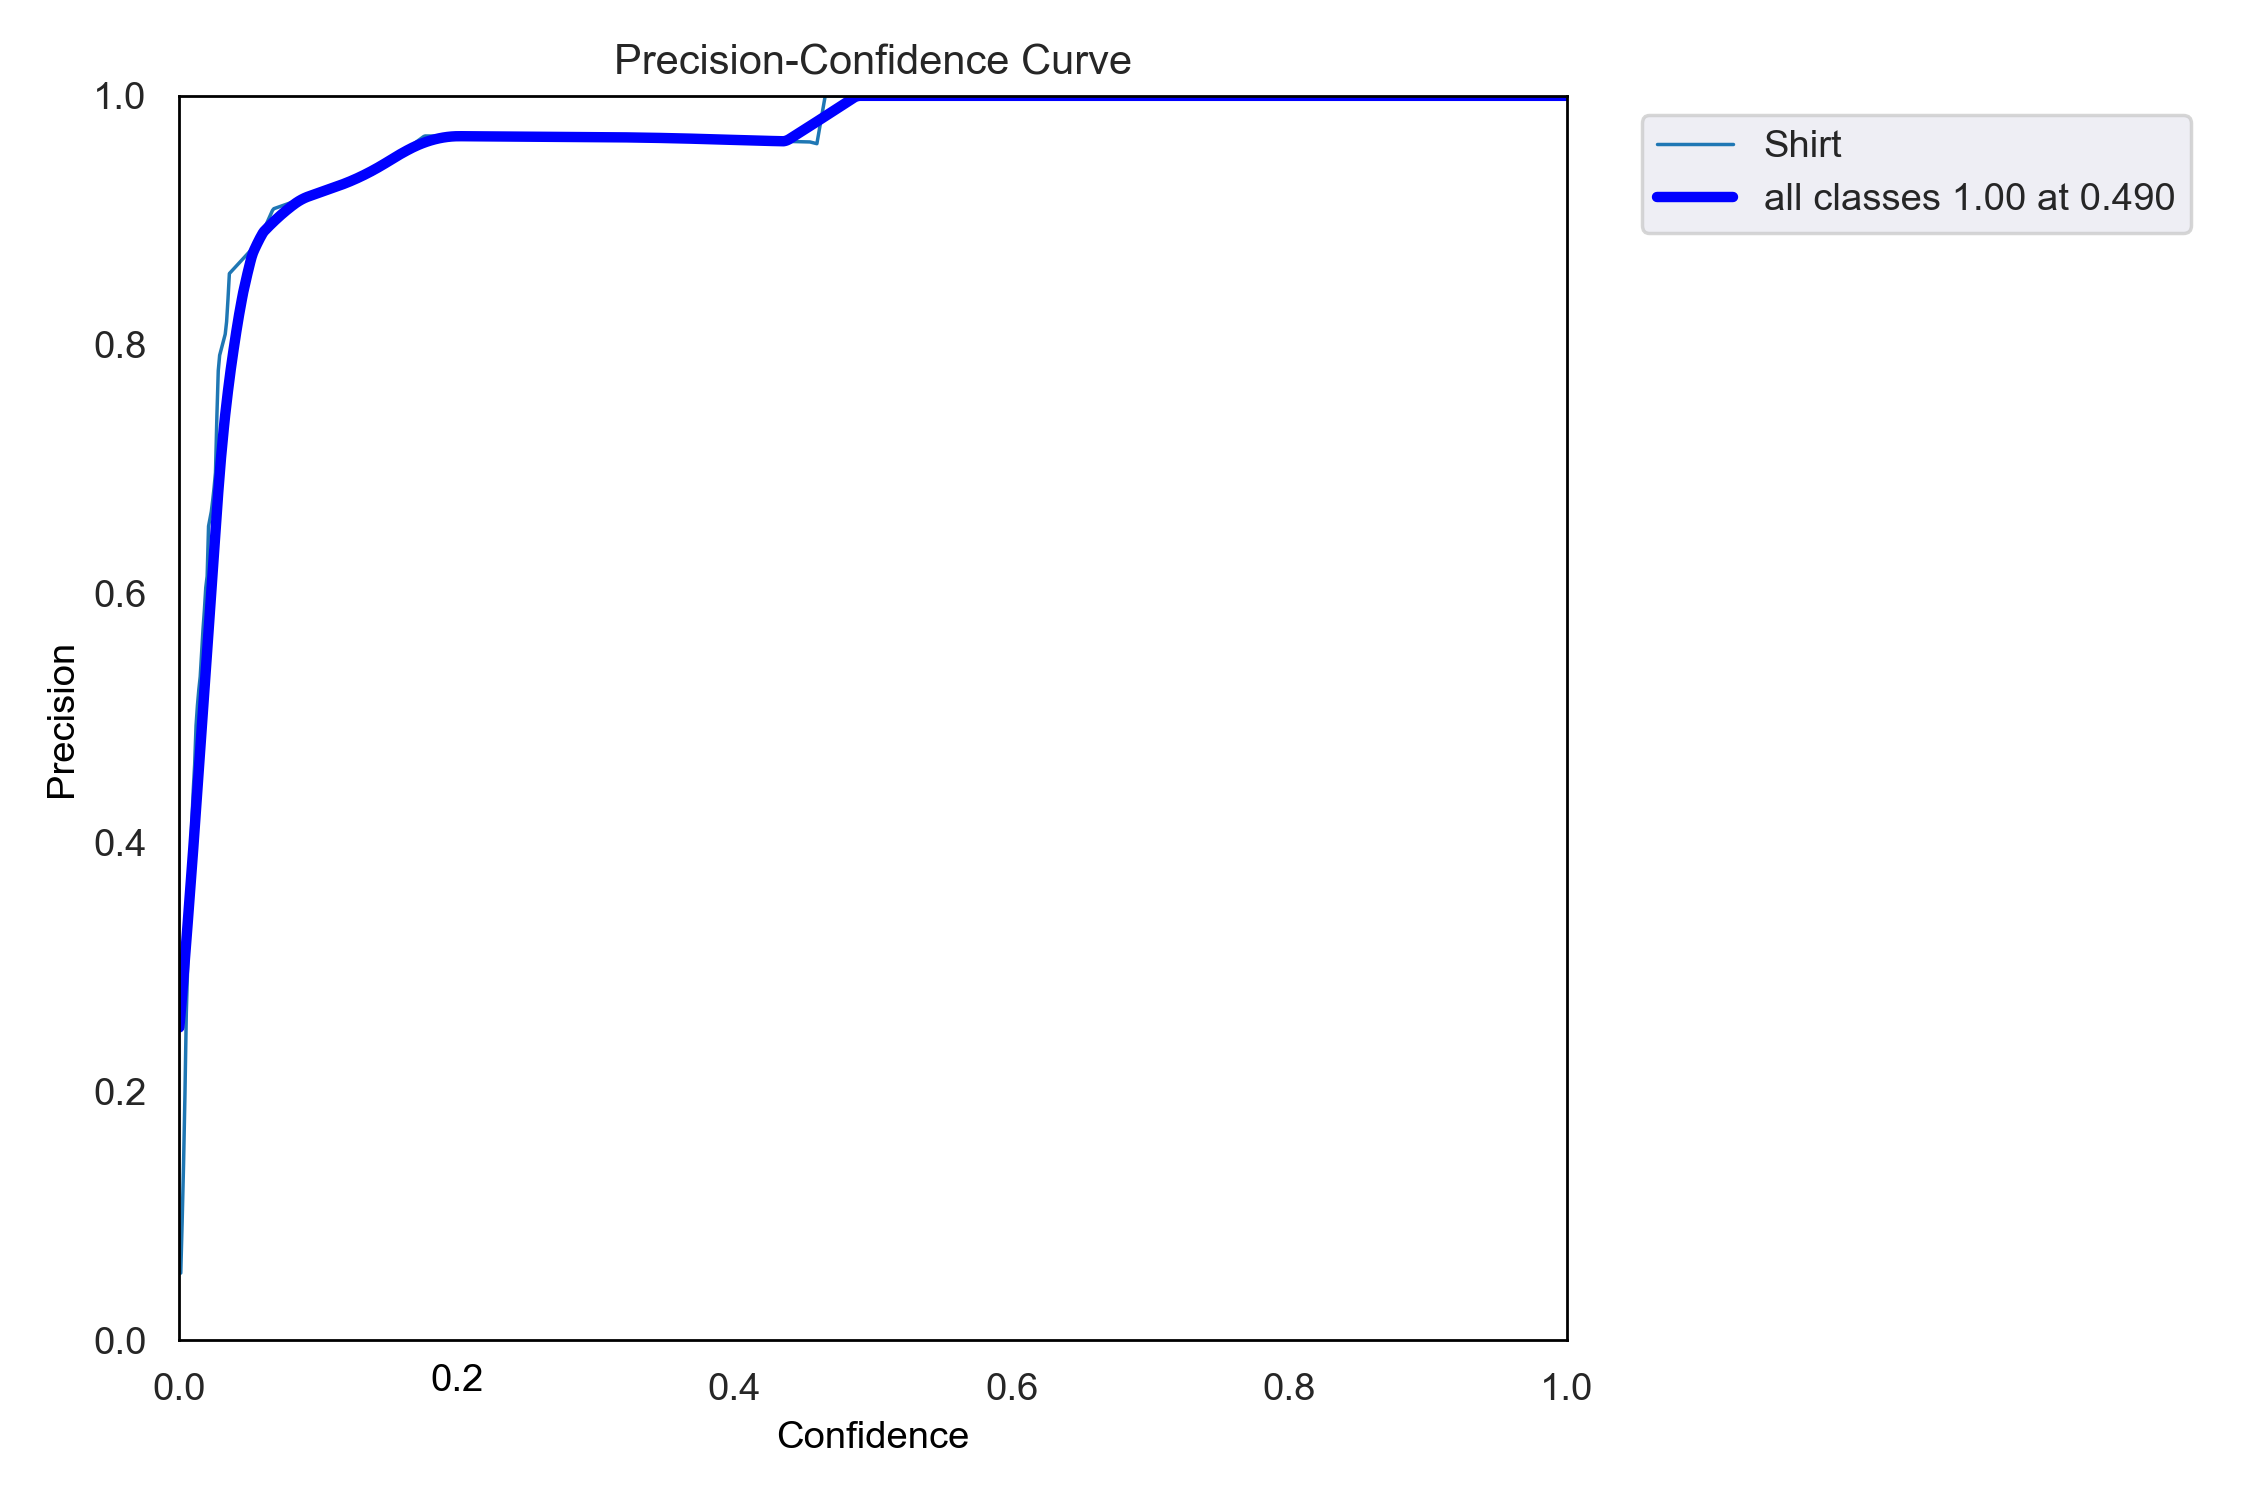 Precision-Confidence Curve
1.0
0.8
0.6
0.4
0.2
0.0
Precision
0.0 0.2 0.4 0.6 0.8 1.0
Confidence
Shirt
all classes 1.00 at 0.490